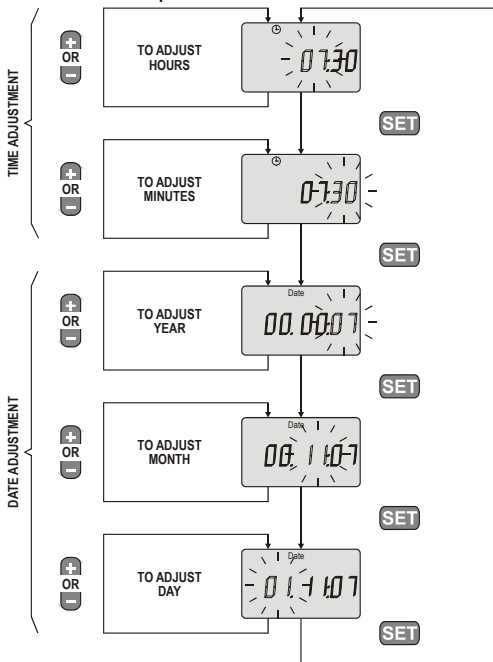 TIME ADJUSTMENT
+
OR
−
TO ADJUST
HOURS
07:30
SET
+
OR
−
TO ADJUST
MINUTES
07:30
SET
DATE ADJUSTMENT
+
OR
−
TO ADJUST
YEAR
Date
00.00:07
SET
+
OR
−
TO ADJUST
MONTH
Date
00.11:07
SET
+
OR
−
TO ADJUST
DAY
Date
01.11:07
SET